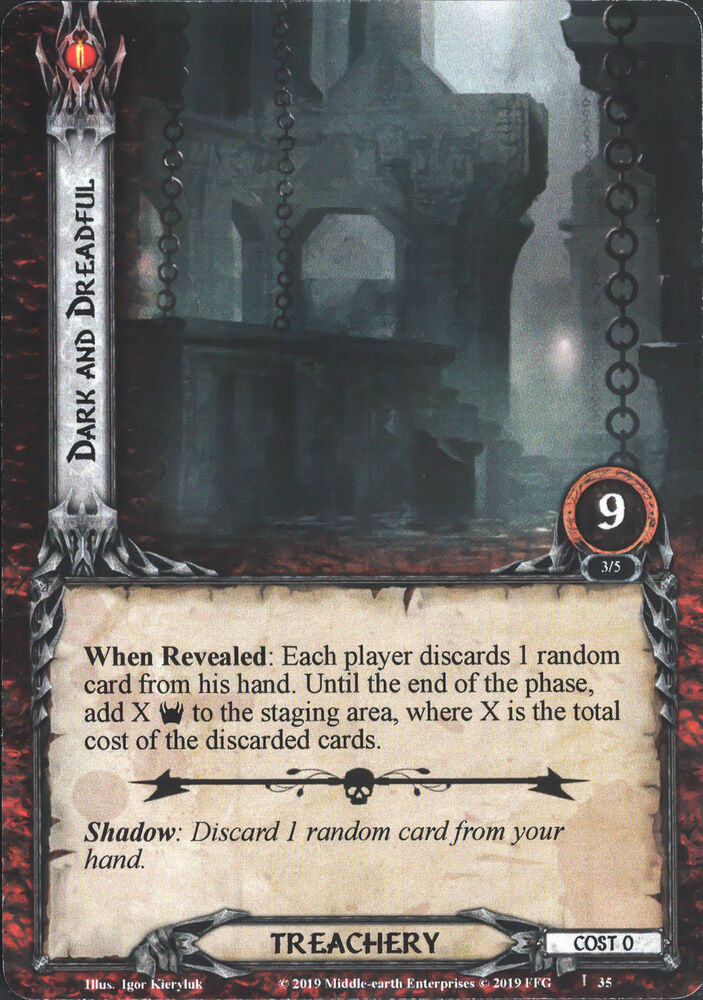 DARK AND DREADFUL
9
3/5
When Revealed: Each player discards 1 random
card from his hand. Until the end of the phase,
add X to the staging area, where X is the total
cost of the discarded cards.
Shadow: Discard 1 random card from your
hand.
TREACHERY
COST 0
Illus. Igor Kieryluk © 2019 Middle-earth Enterprises © 2019 FFG 35